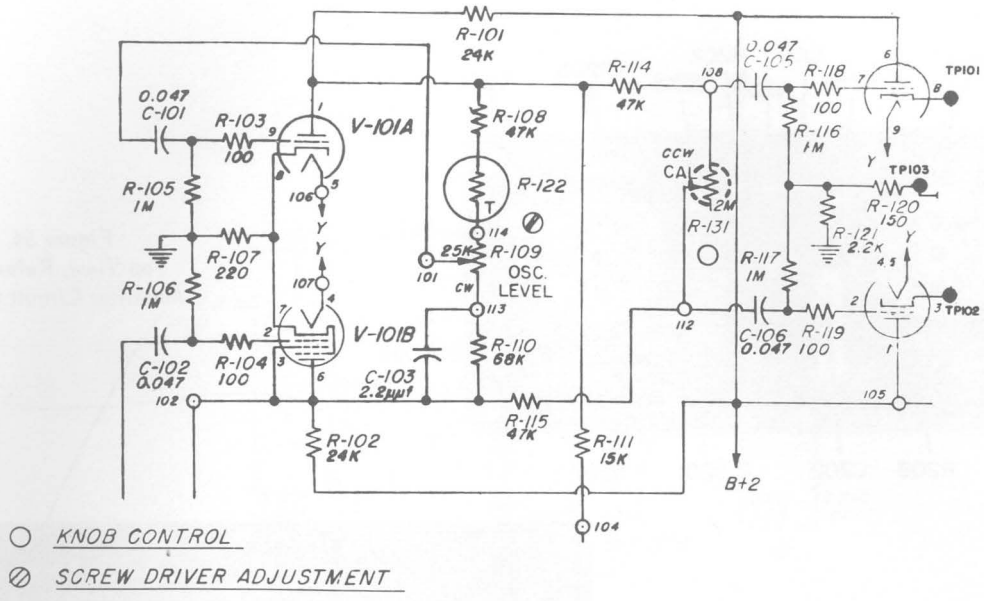 R-101
24K
0.047
C-101
R-103
100
9
1
8
5
V-101A
106
R-105
1M
R-107
220
R-106
1M
C-102
0.047
R-104
100
Y
Y
107
7
2
3
4
6
V-101B
102
R-102
24K
R-108
47K
R-122
T
114
25K
R-109
OSC.
LEVEL
101
CW
113
R-110
68K
C-103
2.2µµf
R-115
47K
R-111
15K
104
R-114
47K
108
CCW
CAL
.2M
R-131
112
0.047
C-105
R-118
100
R-116
1M
7
6
8
9
Y
TP101
TP103
R-120
150
R-121
2.2K
R-117
1M
C-106
0.047
R-119
100
Y
4,5
2
3
1
TP102
105
B+2
KNOB CONTROL
SCREW DRIVER ADJUSTMENT